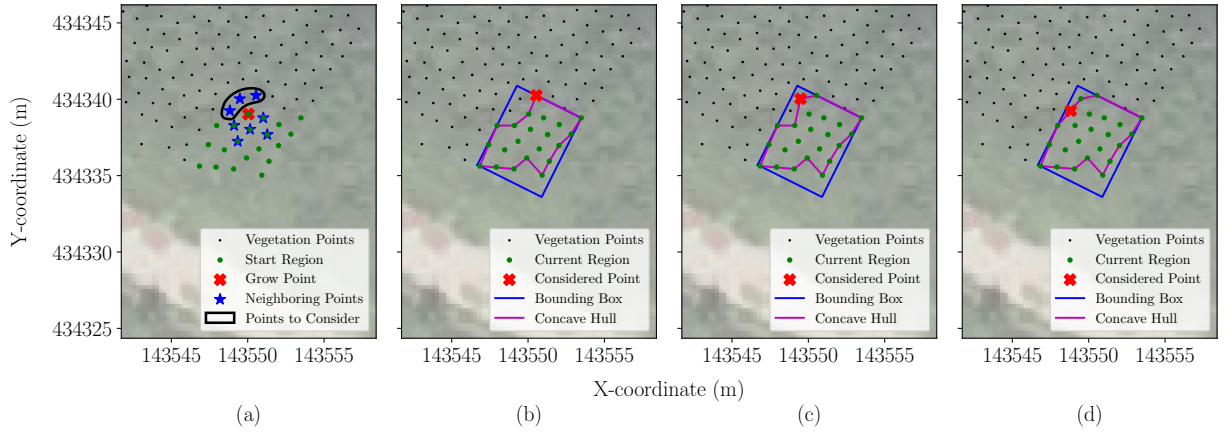 434345
434340
434335
434330
434325
Y-coordinate (m)
Vegetation Points
Start Region
Grow Point
Neighboring Points
Points to Consider
143545 143550 143555
Vegetation Points
Current Region
Considered Point
Bounding Box
Concave Hull
143545 143550 143555
Vegetation Points
Current Region
Considered Point
Bounding Box
Concave Hull
143545 143550 143555
Vegetation Points
Current Region
Considered Point
Bounding Box
Concave Hull
143545 143550 143555
X-coordinate (m)
(a) (b) (c) (d)